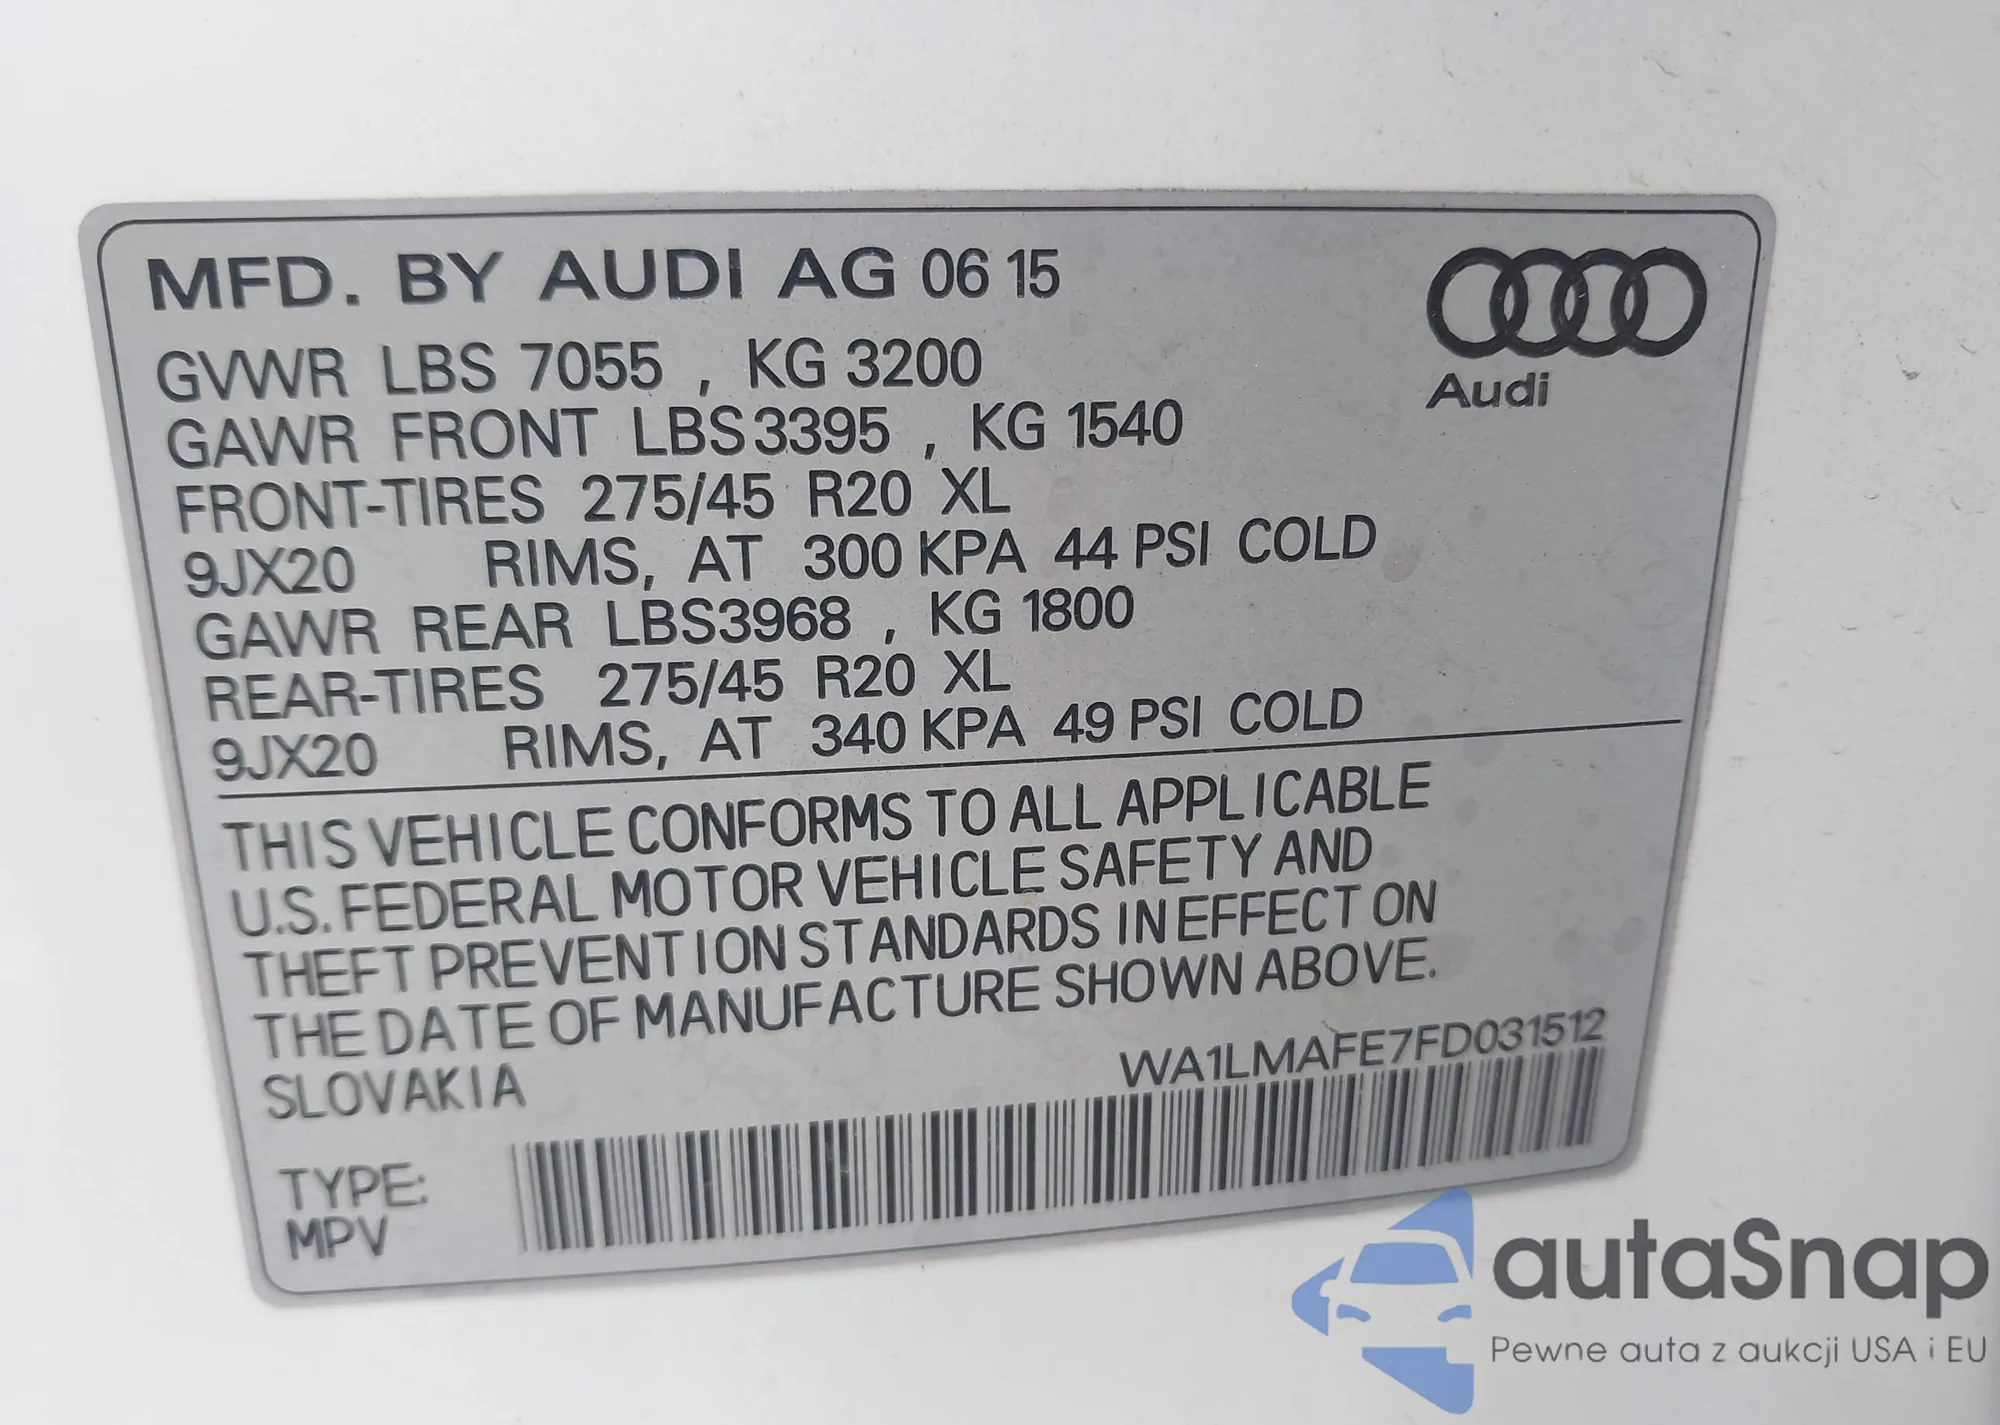 MFD. BY AUDI AG 06 15
Audi
GVWR LBS 7055 , KG 3200
GAWR FRONT LBS3395 , KG 1540
FRONT-TIRES 275/45 R20 XL
9JX20 RIMS, AT 300 KPA 44 PSI COLD
GAWR REAR LBS3968 , KG 1800
REAR-TIRES 275/45 R20 XL
9JX20 RIMS, AT 340 KPA 49 PSI COLD
THIS VEHICLE CONFORMS TO ALL APPLICABLE
U.S. FEDERAL MOTOR VEHICLE SAFETY AND
THEFT PREVENTION STANDARDS IN EFFECT ON
THE DATE OF MANUFACTURE SHOWN ABOVE.
SLOVAKIA
WA1LMAFE7FD031512
TYPE:
MPV
autaSnap
Pewne auta z aukcji USA i EU